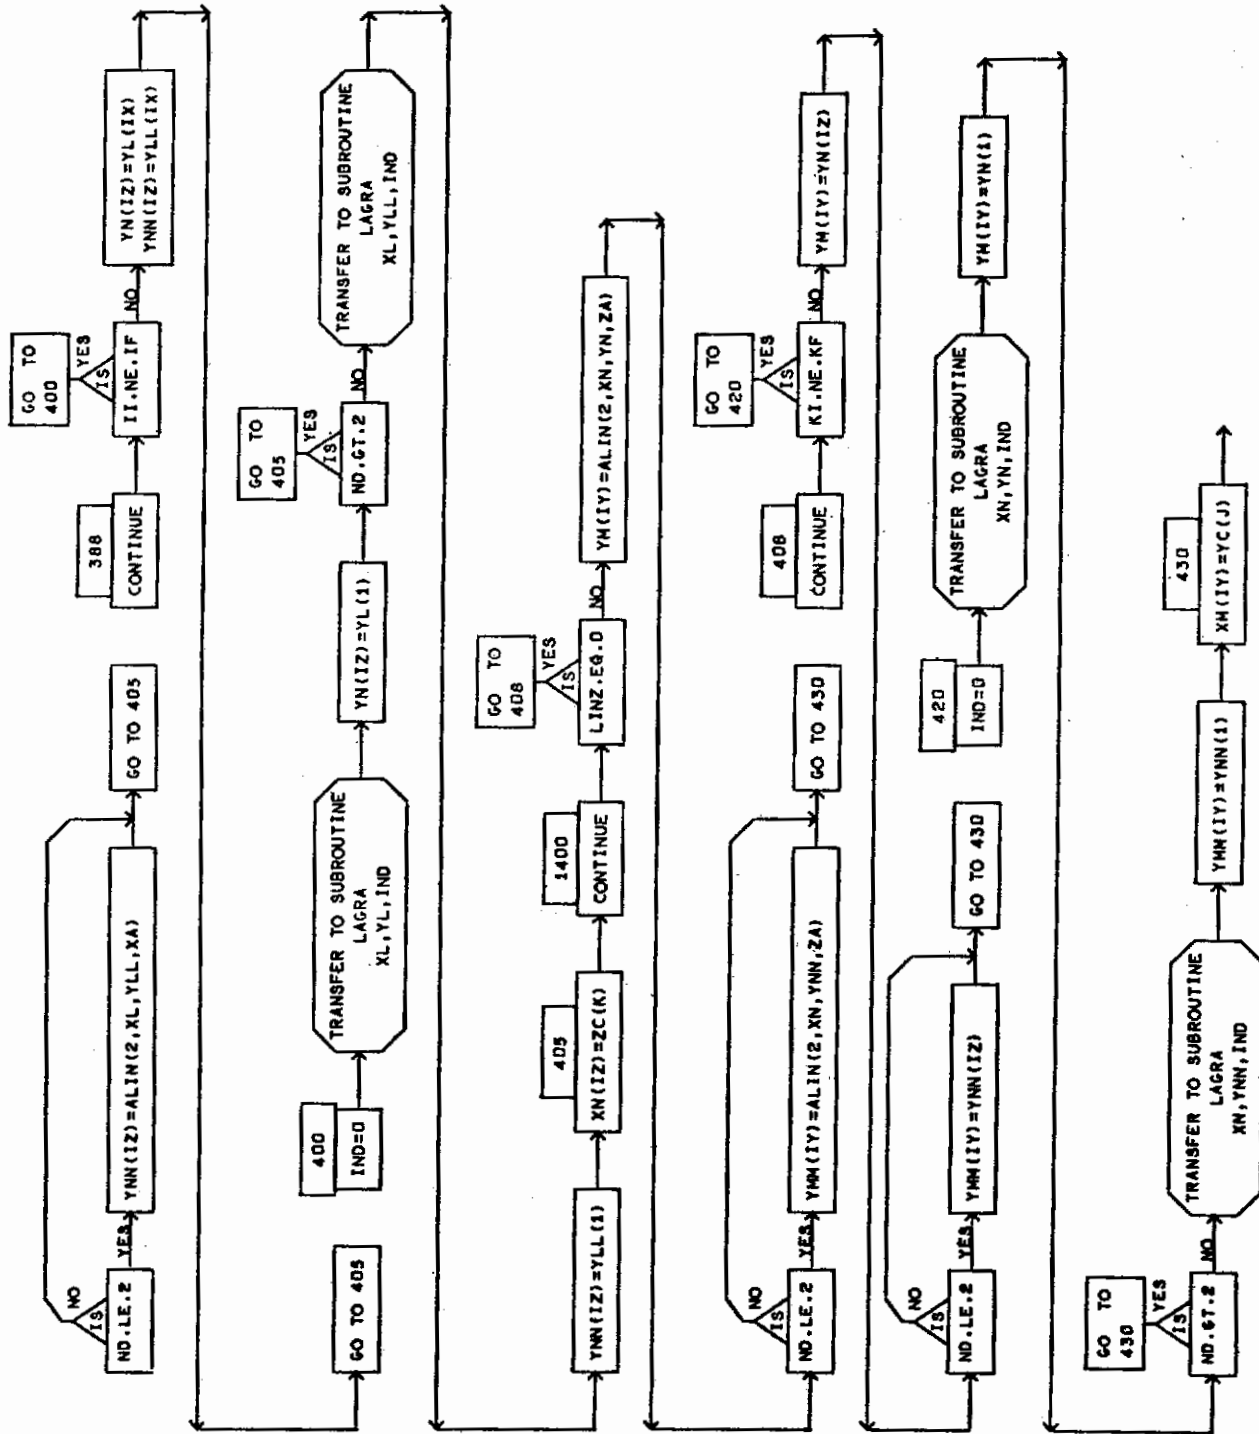 IS
NO
ND.LE.2
YES
YNN(IZ)=ALIN(2,XL,YLL,XA)
GO TO 405
388
CONTINUE
GO TO
400
IS
YES
II.NE.IF
NO
YN(IZ)=YL(IX)
YNN(IZ)=YLL(IX)
GO TO 405
400
IND=0
TRANSFER TO SUBROUTINE
LAGRA
XL,YL,IND
YN(IZ)=YL(1)
GO TO
405
IS
YES
ND.GT.2
NO
TRANSFER TO SUBROUTINE
LAGRA
XL,YLL,IND
YNN(IZ)=YLL(1)
405
XN(IZ)=ZC(K)
1400
CONTINUE
GO TO
408
IS
YES
LINZ.EQ.0
NO
YM(IY)=ALIN(2,XN,YN,ZA)
IS
NO
ND.LE.2
YES
YMM(IY)=ALIN(2,XN,YNN,ZA)
GO TO 430
408
CONTINUE
GO TO
420
IS
YES
KI.NE.KF
NO
YM(IY)=YN(IZ)
IS
NO
ND.LE.2
YES
YMM(IY)=YNN(IZ)
GO TO 430
420
IND=0
TRANSFER TO SUBROUTINE
LAGRA
XN,YN,IND
YM(IY)=YN(1)
GO TO
430
IS
YES
ND.GT.2
NO
TRANSFER TO SUBROUTINE
LAGRA
XN,YNN,IND
YMM(IY)=YNN(1)
430
XM(IY)=YC(J)